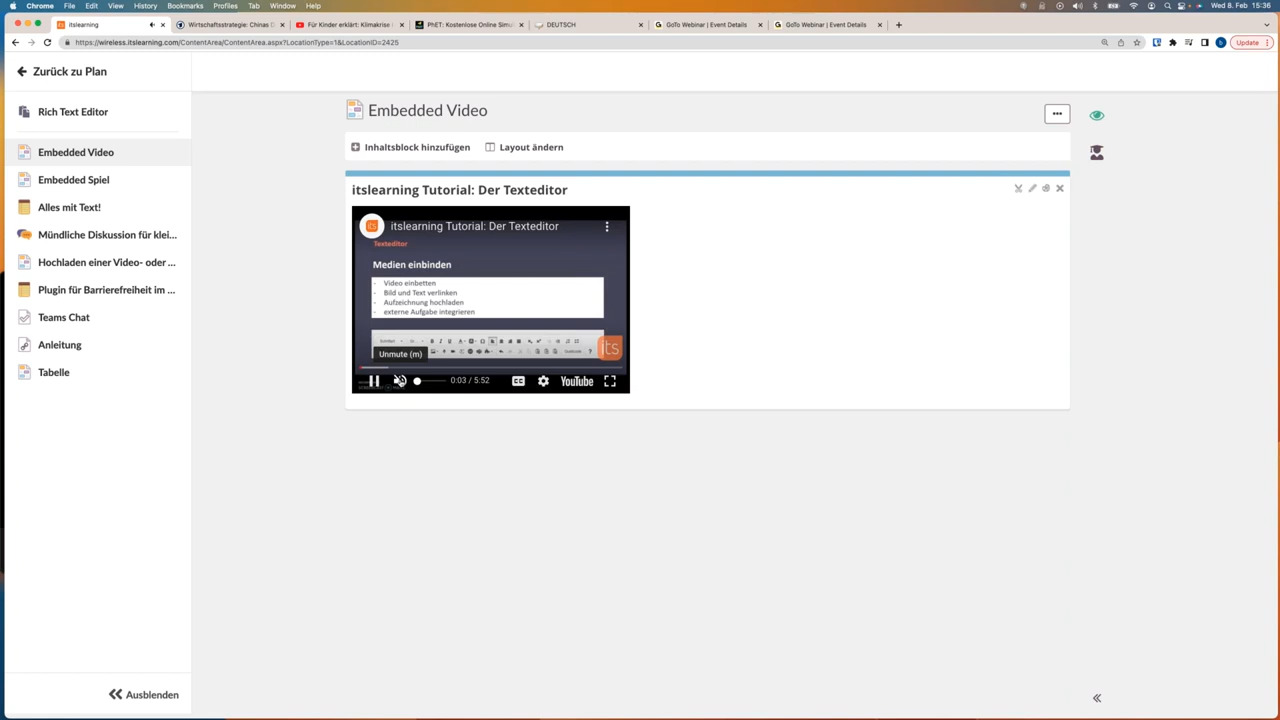 Chrome File Edit View History Bookmarks Profiles Tab Window Help
Wed 8. Feb 15:36
itslearning
Wirtschaftsstrategie: Chinas
Für Kinder erklärt: Klimakrise
PhET: Kostenlose Online Simul
DEUTSCH
GoTo Webinar | Event Details
GoTo Webinar | Event Details
https://wireless.itslearning.com/ContentArea/ContentArea.aspx?LocationType=1&LocationID=2425
Update
Zurück zu Plan
Rich Text Editor
Embedded Video
Embedded Spiel
Alles mit Text!
Mündliche Diskussion für klei...
Hochladen einer Video- oder ...
Plugin für Barrierefreiheit im ...
Teams Chat
Anleitung
Tabelle
Ausblenden
Embedded Video
Inhaltsblock hinzufügen Layout ändern
itslearning Tutorial: Der Texteditor
its
itslearning Tutorial: Der Texteditor
Texteditor
Medien einbinden
- Video einbetten
- Bild und Text verlinken
- Aufzeichnung hochladen
- externe Aufgabe integrieren
its
Unmute (m)
0:03 / 5:52
CC
YouTube